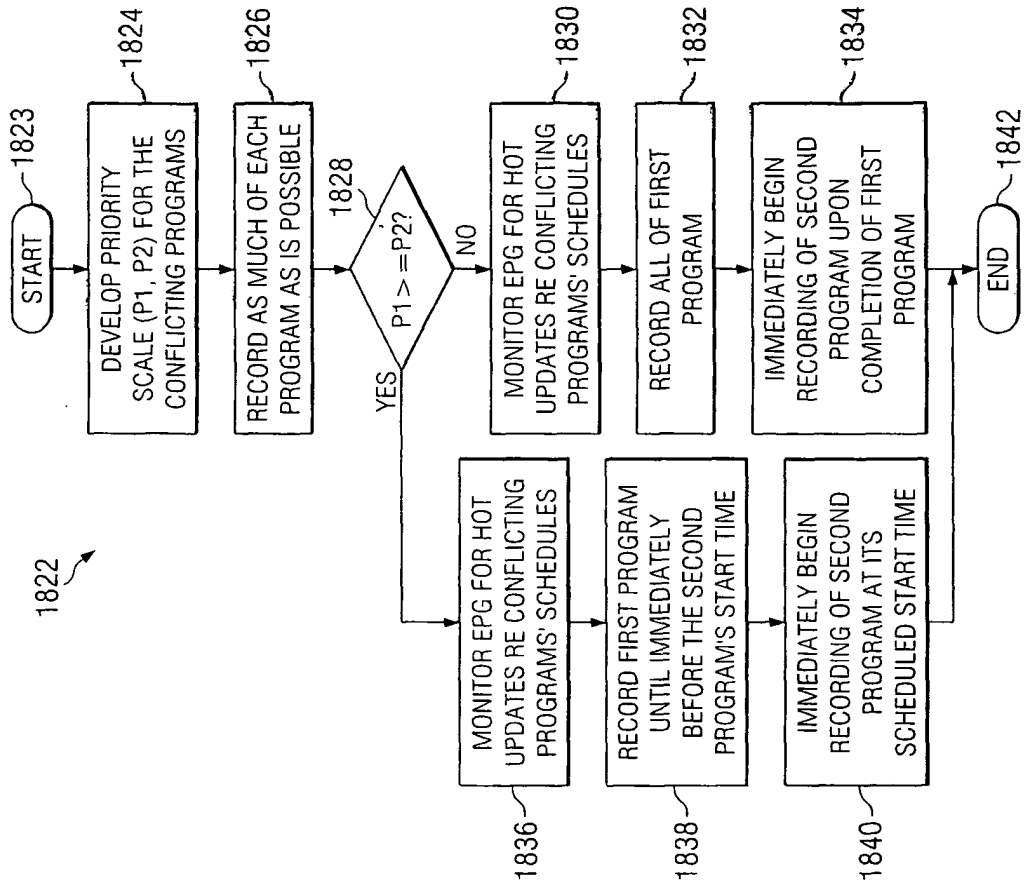 START
1823
DEVELOP PRIORITY
SCALE (P1, P2) FOR THE
CONFLICTING PROGRAMS
1824
RECORD AS MUCH OF EACH
PROGRAM AS IS POSSIBLE
1826
P1 >=P2?
1828
YES
NO
1822
MONITOR EPG FOR HOT
UPDATES RE CONFLICTING
PROGRAMS' SCHEDULES
1836
RECORD FIRST PROGRAM
UNTIL IMMEDIATELY
BEFORE THE SECOND
PROGRAM'S START TIME
1838
IMMEDIATELY BEGIN
RECORDING OF SECOND
PROGRAM AT ITS
SCHEDULED START TIME
1840
MONITOR EPG FOR HOT
UPDATES RE CONFLICTING
PROGRAMS' SCHEDULES
1830
RECORD ALL OF FIRST
PROGRAM
1832
IMMEDIATELY BEGIN
RECORDING OF SECOND
PROGRAM UPON
COMPLETION OF FIRST
PROGRAM
1834
END
1842